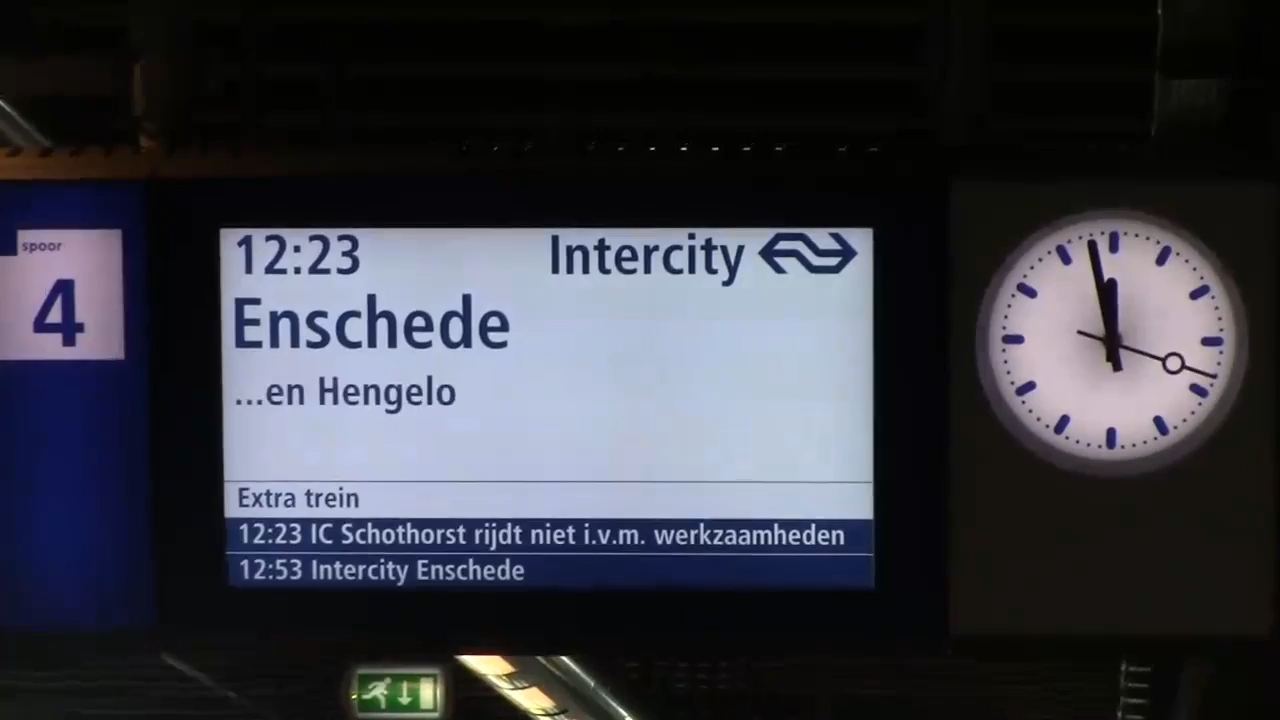 spoor
4
12:23 Intercity
Enschede
...en Hengelo
Extra trein
12:23 IC Schothorst rijdt niet i.v.m. werkzaamheden
12:53 Intercity Enschede